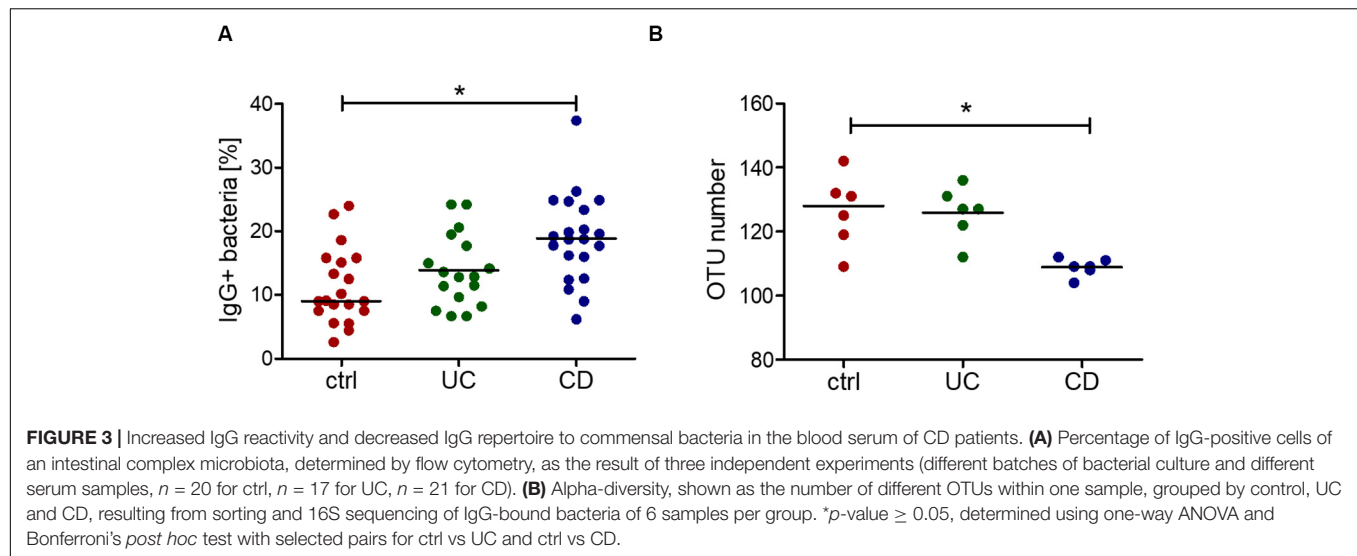 A
B
IgG+ bacteria [%]
40
30
20
10
0
*
ctrl
UC
CD
OTU number
160
140
120
100
80
*
ctrl
UC
CD
FIGURE 3 | Increased IgG reactivity and decreased IgG repertoire to commensal bacteria in the blood serum of CD patients. (A) Percentage of IgG-positive cells of
an intestinal complex microbiota, determined by flow cytometry, as the result of three independent experiments (different batches of bacterial culture and different
serum samples, n = 20 for ctrl, n = 17 for UC, n = 21 for CD). (B) Alpha-diversity, shown as the number of different OTUs within one sample, grouped by control, UC
and CD, resulting from sorting and 16S sequencing of IgG-bound bacteria of 6 samples per group. *p-value ≥ 0.05, determined using one-way ANOVA and
Bonferroni's post hoc test with selected pairs for ctrl vs UC and ctrl vs CD.